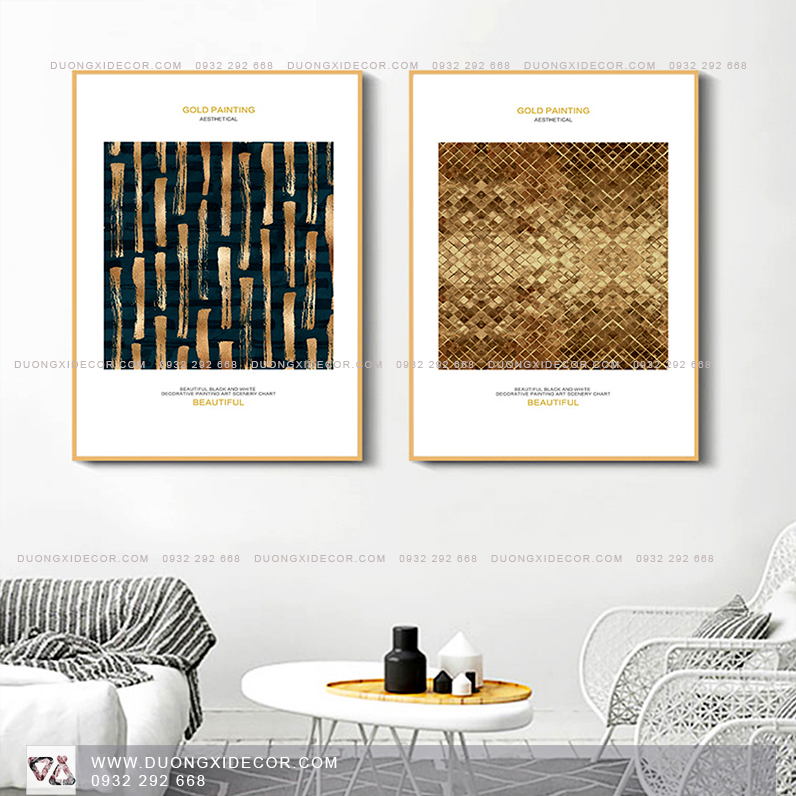 DUONGXIDECOR.COM 0932 292 668 DUONGXIDECOR.COM 0932 292 668 DUONGXIDECOR.COM 0932 292 668
GOLD PAINTING
AESTHETICAL
GOLD PAINTING
AESTHETICAL
DUONGXIDECOR.COM 0932 292 668 DUONGXIDECOR.COM 0932 292 668 DUONGXIDECOR.COM 0932 292 668
BEAUTIFUL BLACK AND WHITE
DECORATIVE PAINTING ART SCENERY CHART
BEAUTIFUL
BEAUTIFUL BLACK AND WHITE
DECORATIVE PAINTING ART SCENERY CHART
BEAUTIFUL
DUONGXIDECOR.COM 0932 292 668 DUONGXIDECOR.COM 0932 292 668 DUONGXIDECOR.COM 0932 292 668
WWW.DUONGXIDECOR.COM
0932 292 668